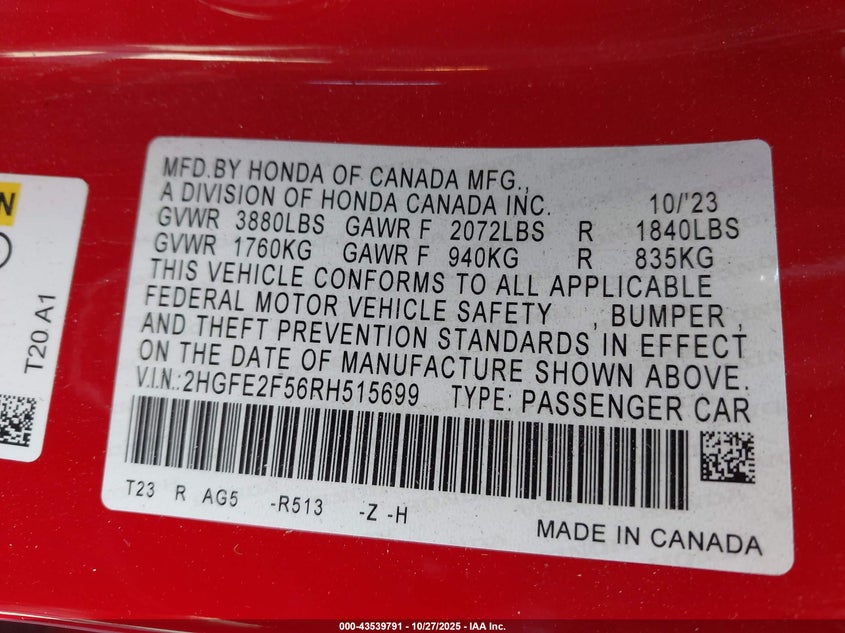 MFD.BY HONDA OF CANADA MFG.,
A DIVISION OF HONDA CANADA INC. 10/'23
GVWR 3880LBS GAWR F 2072LBS R 1840LBS
GVWR 1760KG GAWR F 940KG R 835KG
THIS VEHICLE CONFORMS TO ALL APPLICABLE
FEDERAL MOTOR VEHICLE SAFETY , BUMPER ,
AND THEFT PREVENTION STANDARDS IN EFFECT
ON THE DATE OF MANUFACTURE SHOWN ABOVE.
V.I.N.:2HGFE2F56RH515699 TYPE: PASSENGER CAR
T23 R AG5 -R513 -Z -H
MADE IN CANADA
N
T20 A1
000-43539791 - 10/27/2025 - IAA Inc.